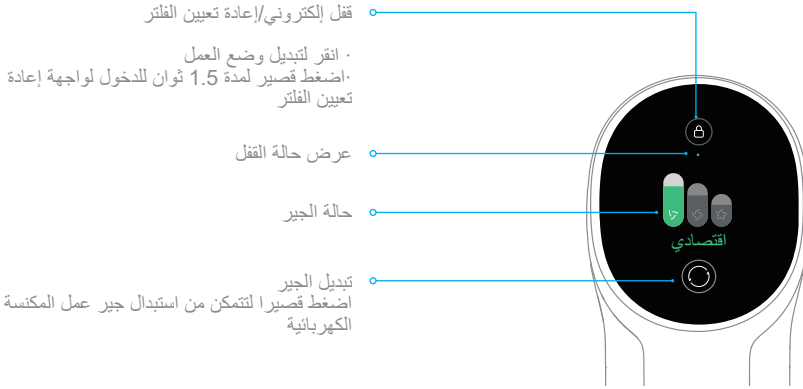 قفل إلكتروني/إعادة تعيين الفلتر
· انقر لتبديل وضع العمل
·اضغط قصير لمدة 1.5 ثوان للدخول لواجهة إعادة
تعيين الفلتر
عرض حالة القفل
حالة الجير
اقتصادي
تبديل الجير
اضغط قصيرا لتتمكن من استبدال جير عمل المكنسة
الكهربائية